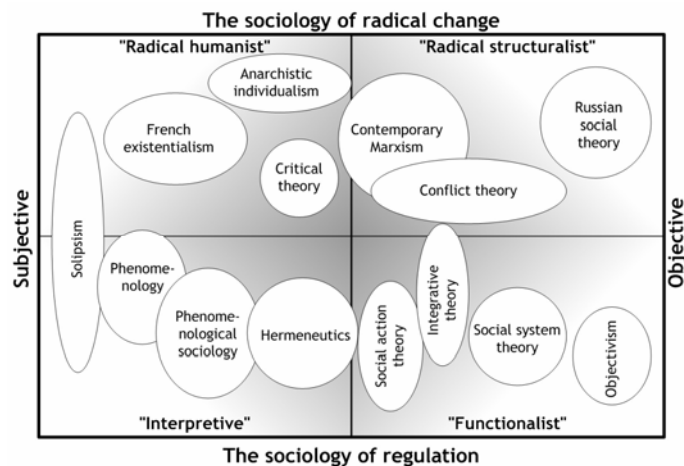 The sociology of radical change
"Radical humanist"
"Radical structuralist"
Anarchistic
individualism
French
existentialism
Critical
theory
Contemporary
Marxism
Russian
social
theory
Conflict theory
Subjective
Objective
Solipsism
Phenome-
nology
Phenome-
nological
sociology
Hermeneutics
Social action
theory
Integrative
theory
Social system
theory
Objectivism
"Interpretive"
"Functionalist"
The sociology of regulation